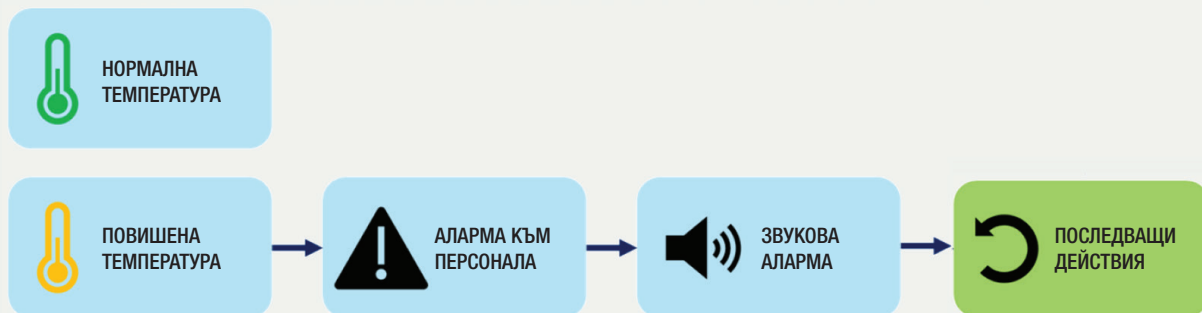 НОРМАЛНА
ТЕМПЕРАТУРА
ПОВИШЕНА
ТЕМПЕРАТУРА
АЛАРМА КЪМ
ПЕРСОНАЛА
ЗВУКОВА
АЛАРМА
ПОСЛЕДВАЩИ
ДЕЙСТВИЯ